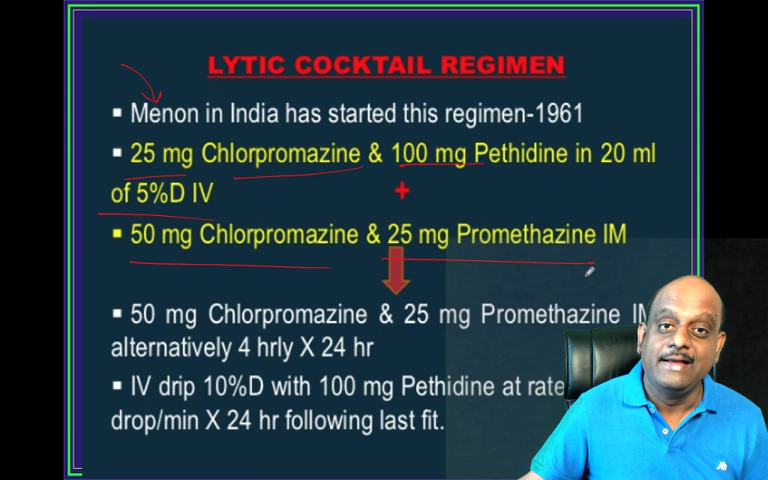 LYTIC COCKTAIL REGIMEN
▪ Menon in India has started this regimen-1961
▪ 25 mg Chlorpromazine & 100 mg Pethidine in 20 ml
of 5%D IV
+
▪ 50 mg Chlorpromazine & 25 mg Promethazine IM
▪ 50 mg Chlorpromazine & 25 mg Promethazine
alternatively 4 hrly X 24 hr
▪ IV drip 10%D with 100 mg Pethidine at rate
drop/min X 24 hr following last fit.